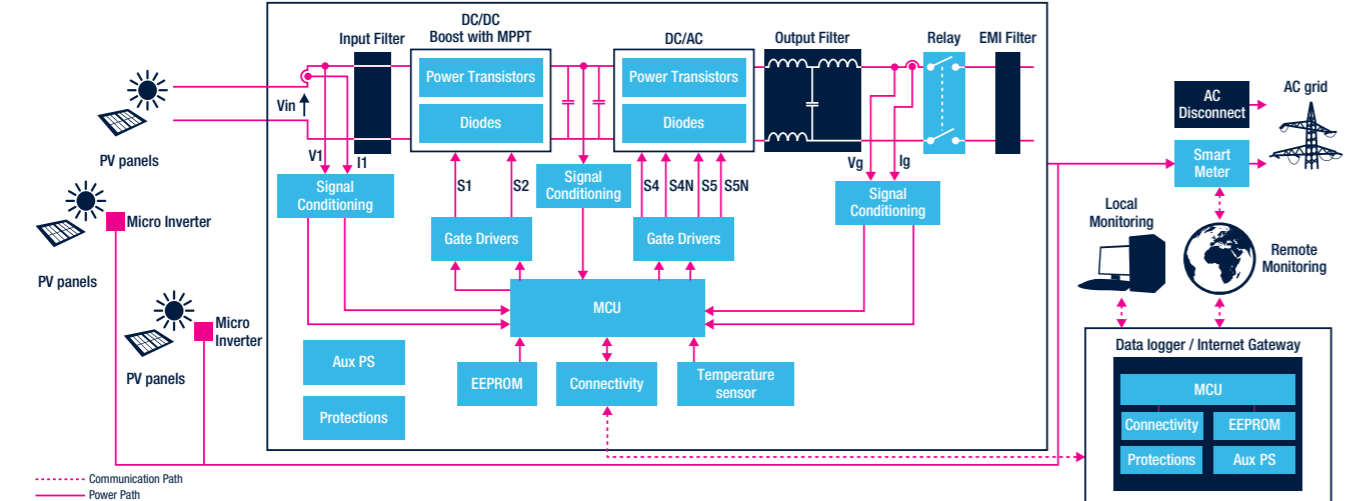 DC/DC
Boost with MPPT
Input Filter
DC/AC
Output Filter
Relay
EMI Filter
Power Transistors
Diodes
Power Transistors
Diodes
Vin
V1
I1
PV panels
Signal
Conditioning
S1
S2
Signal
Conditioning
S4
S4N
S5
S5N
Vg
Ig
Signal
Conditioning
AC
Disconnect
AC grid
Smart
Meter
Gate Drivers
Gate Drivers
Micro Inverter
PV panels
Local
Monitoring
Remote
Monitoring
MCU
Micro
Inverter
PV panels
Aux PS
Protections
EEPROM
Connectivity
Temperature
sensor
Data logger / Internet Gateway
MCU
Connectivity
EEPROM
Protections
Aux PS
Communication Path
Power Path